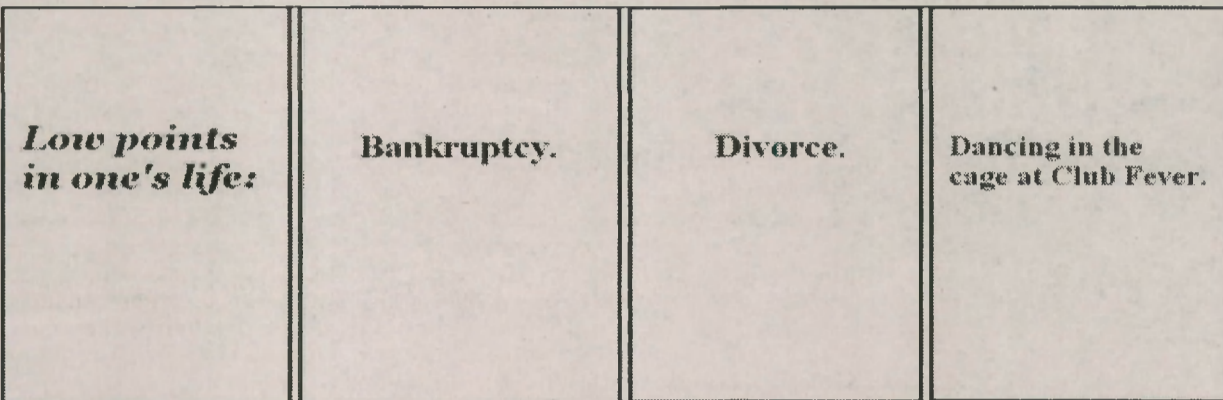 Low points
in one's life:
Bankruptcy.
Divorce.
Dancing in the
cage at Club Fever.